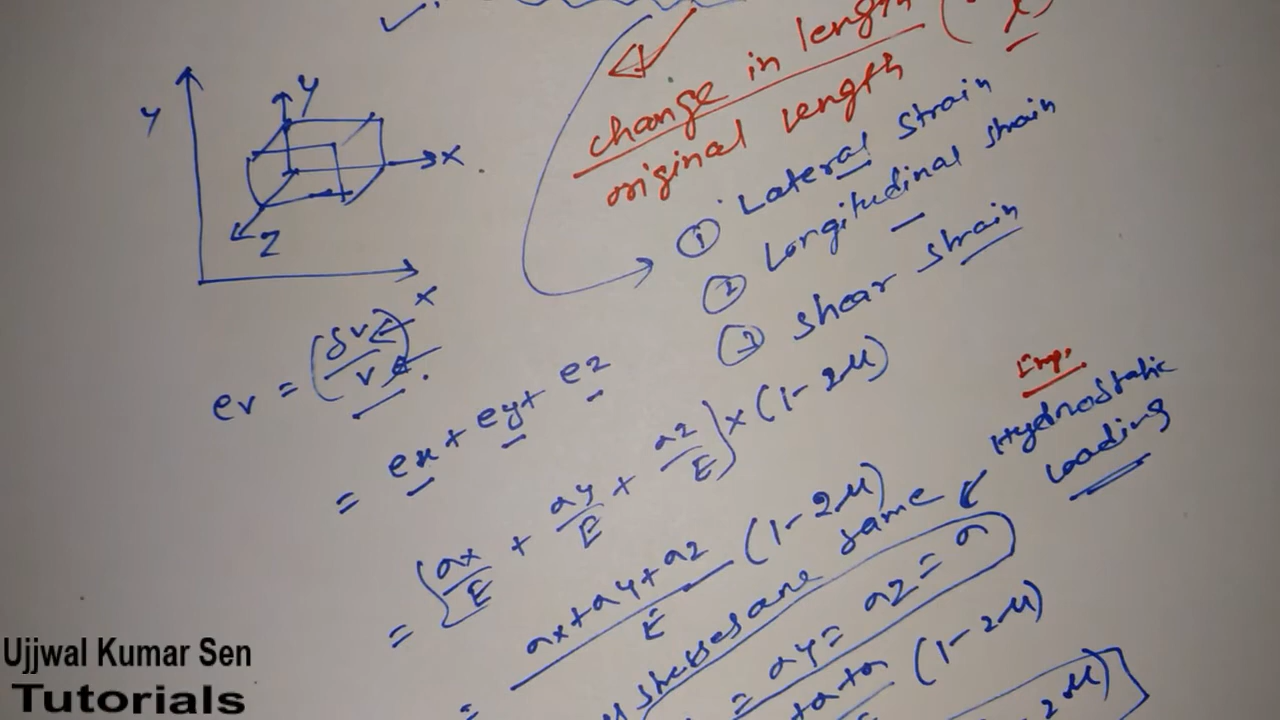 change in length
original length
① Lateral strain
② Longitudinal strain
③ shear strain
Y
Y
X
Z
X
ev = (δv/v)
= ex + ey + ez
= {σx/E + σy/E + σz/E} × (1-2μ)
= σx+σy+σz/E (1-2μ)
Imp.
Hydrostatic
Loading
stresses are same
= σy = σz = σ
σ+σ (1-2μ)
2μ)
Ujjwal Kumar Sen
Tutorials